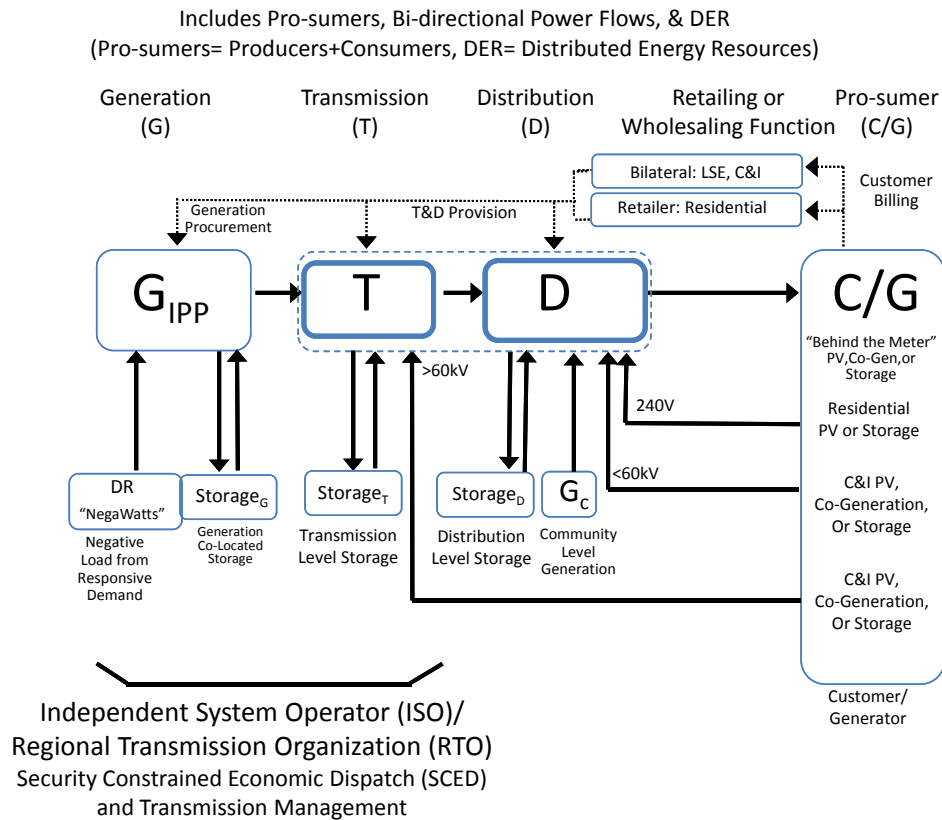 Includes Pro-sumers, Bi-directional Power Flows, & DER
(Pro-sumers= Producers+Consumers, DER= Distributed Energy Resources)
Generation
(G)
Transmission
(T)
Distribution
(D)
Retailing or
Wholesaling Function
Pro-sumer
(C/G)
Bilateral: LSE, C&I
Retailer: Residential
Customer
Billing
Generation
Procurement
T&D Provision
GIPP
T
D
C/G
"Behind the Meter"
PV,Co-Gen,or
Storage
>60kV
240V
<60kV
Residential
PV or Storage
C&I PV,
Co-Generation,
Or Storage
C&I PV,
Co-Generation,
Or Storage
DR
"NegaWatts"
Negative
Load from
Responsive
Demand
StorageG
Generation
Co-Located
Storage
StorageT
Transmission
Level Storage
StorageD
Distribution
Level Storage
GC
Community
Level
Generation
Customer/
Generator
Independent System Operator (ISO)/
Regional Transmission Organization (RTO)
Security Constrained Economic Dispatch (SCED)
and Transmission Management